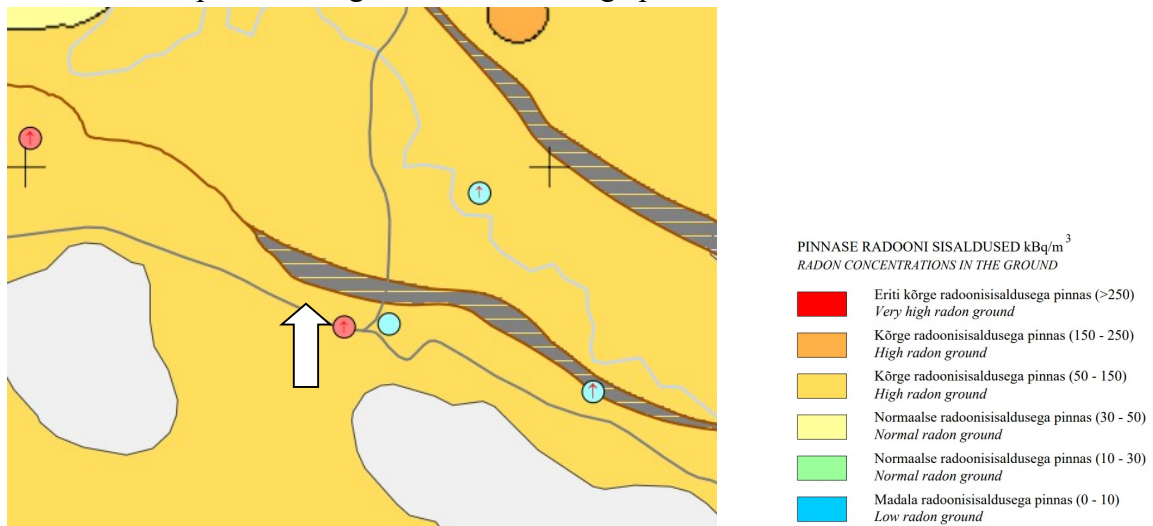 PINNASE RADOONI SISALDUSED kBq/m³
RADON CONCENTRATIONS IN THE GROUND
Eriti kõrge radoonisisaldusega pinnas (>250)
Very high radon ground
Kõrge radoonisisaldusega pinnas (150 - 250)
High radon ground
Kõrge radoonisisaldusega pinnas (50 - 150)
High radon ground
Normaalse radoonisisaldusega pinnas (30 - 50)
Normal radon ground
Normaalse radoonisisaldusega pinnas (10 - 30)
Normal radon ground
Madala radoonisisaldusega pinnas (0 - 10)
Low radon ground